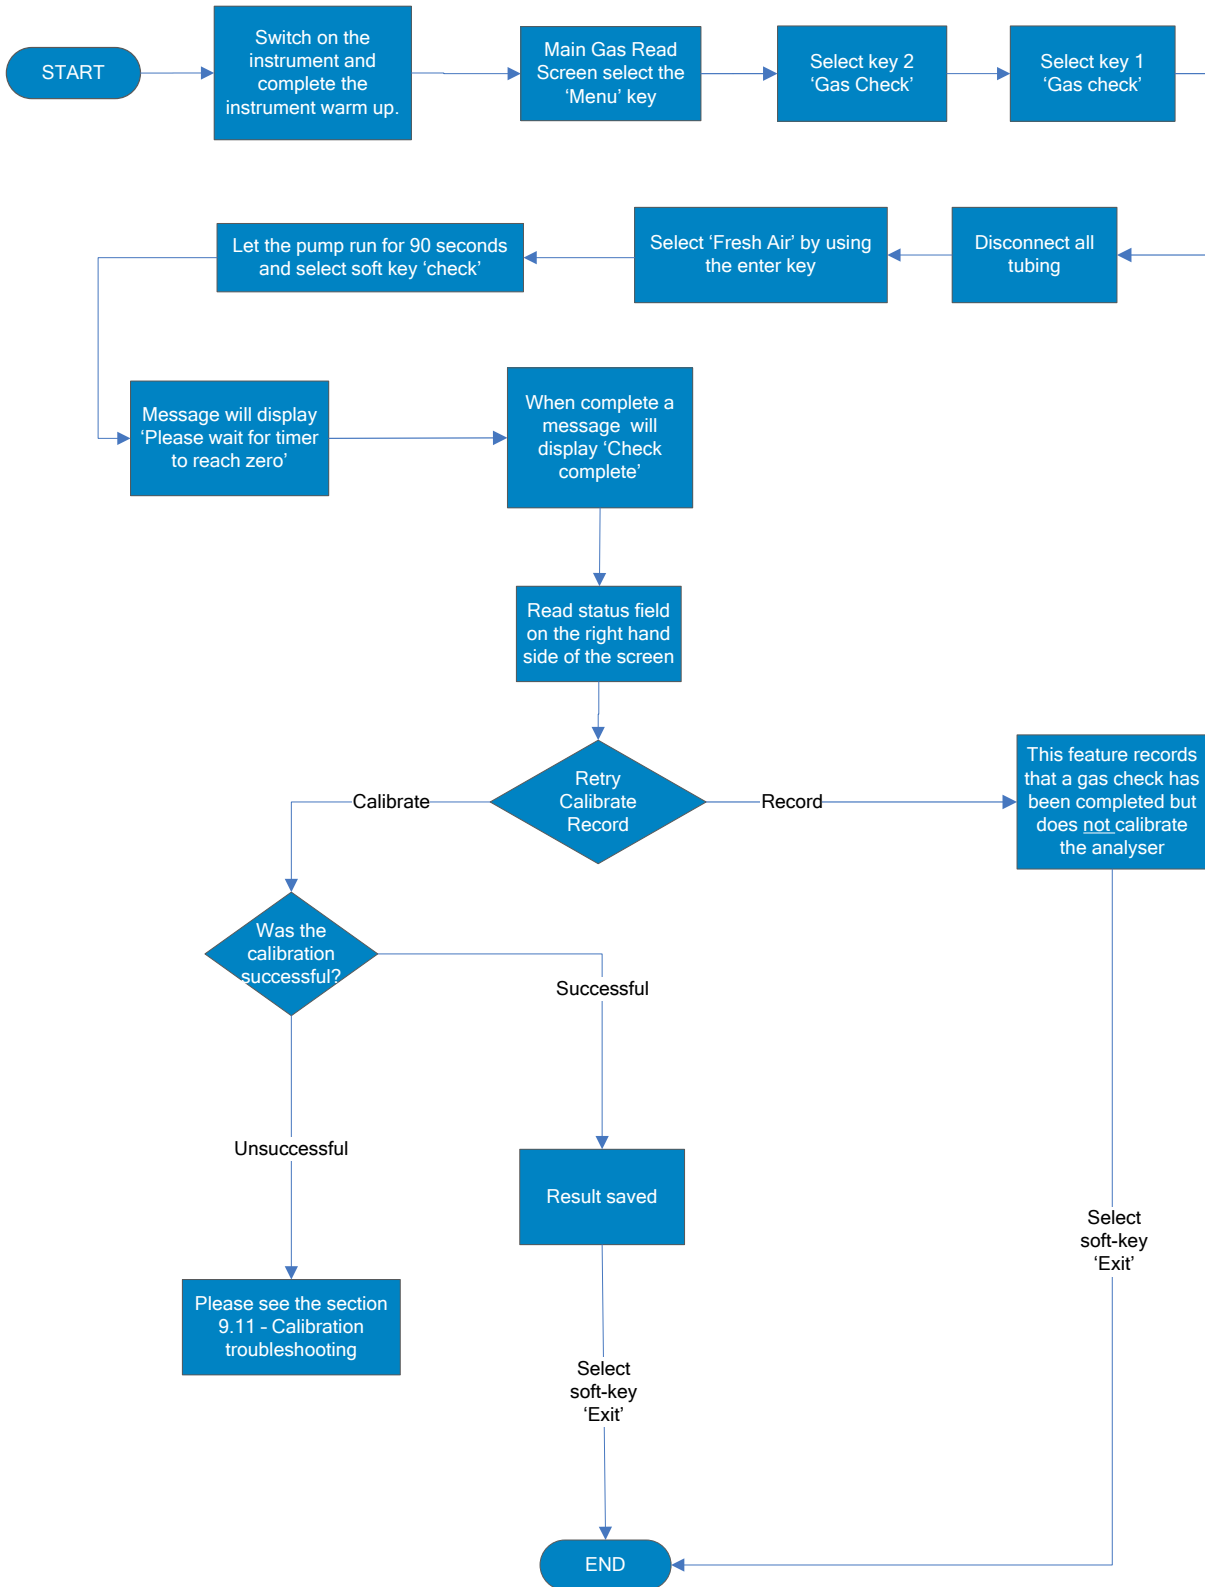 START
Switch on the
instrument and
complete the
instrument warm up.
Main Gas Read
Screen select the
‘Menu’ key
Select key 2
‘Gas Check’
Select key 1
‘Gas check’
Disconnect all
tubing
Select ‘Fresh Air’ by using
the enter key
Let the pump run for 90 seconds
and select soft key ‘check’
Message will display
‘Please wait for timer
to reach zero’
When complete a
message will
display ‘Check
complete’
Read status field
on the right hand
side of the screen
Retry
Calibrate
Record
Calibrate
Record
This feature records
that a gas check has
been completed but
does not calibrate
the analyser
Was the
calibration
successful?
Successful
Unsuccessful
Result saved
Please see the section
9.11 - Calibration
troubleshooting
Select
soft-key
‘Exit’
Select
soft-key
‘Exit’
END